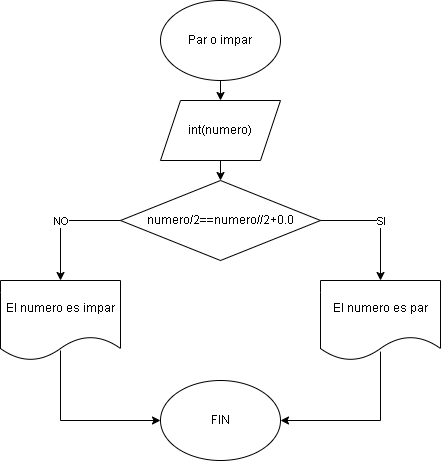 Par o impar
int(numero)
numero/2==numero//2+0.0
NO
SI
El numero es impar
El numero es par
FIN